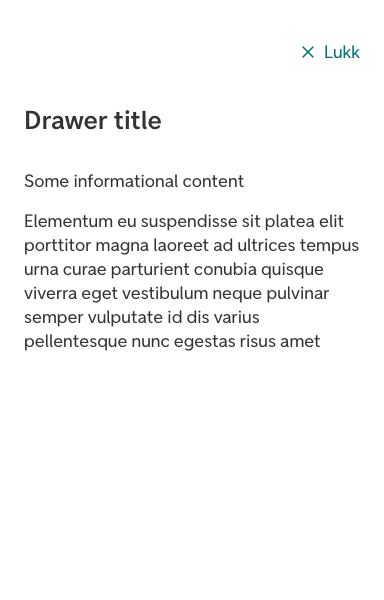 Lukk
Drawer title
Some informational content
Elementum eu suspendisse sit platea elit
porttitor magna laoreet ad ultrices tempus
urna curae parturient conubia quisque
viverra eget vestibulum neque pulvinar
semper vulputate id dis varius
pellentesque nunc egestas risus amet